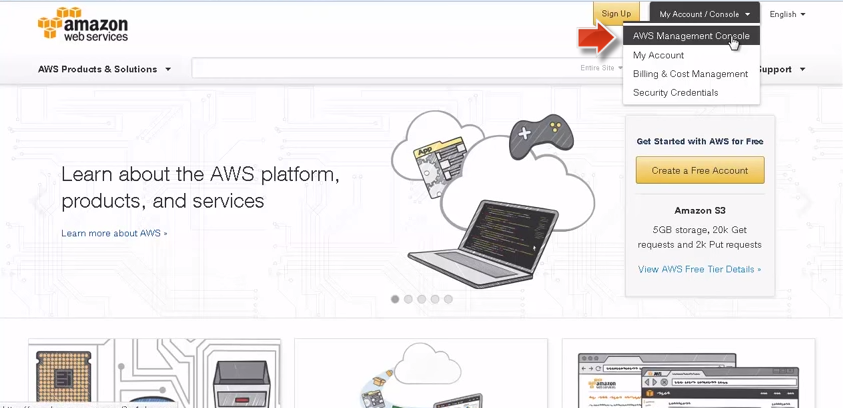 amazon
web services
Sign Up
My Account / Console
English
AWS Management Console
My Account
Billing & Cost Management
Security Credentials
AWS Products & Solutions
Entire Site
Support
Learn about the AWS platform,
products, and services
Learn more about AWS »
App
Get Started with AWS for Free
Create a Free Account
Amazon S3
5GB storage, 20k Get
requests and 2k Put requests
View AWS Free Tier Details »
amazon